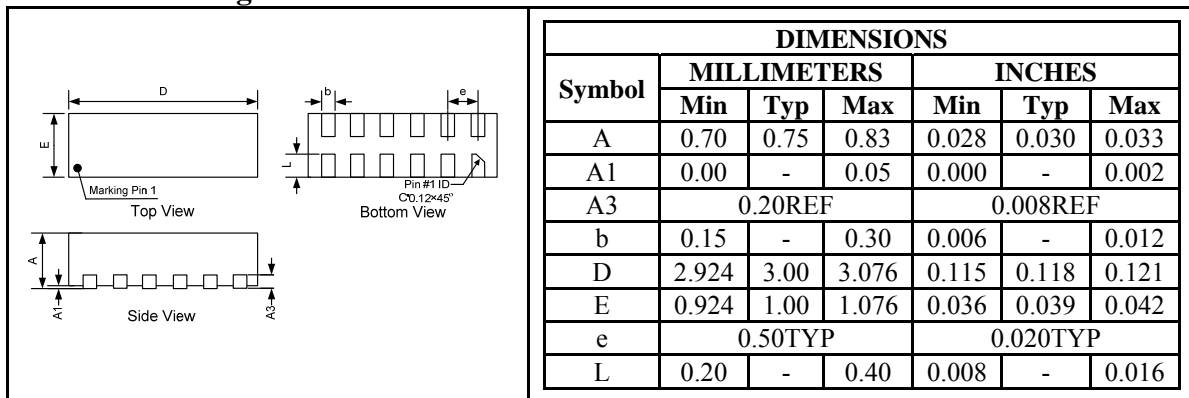 D
E
Marking Pin 1
Top View
b
e
L
Pin #1 ID
C*0.12×45°
Bottom View
A
A1
A3
Side View
DIMENSIONS
Symbol MILLIMETERS INCHES
Min Typ Max Min Typ Max
A 0.70 0.75 0.83 0.028 0.030 0.033
A1 0.00 - 0.05 0.000 - 0.002
A3 0.20REF 0.008REF
b 0.15 - 0.30 0.006 - 0.012
D 2.924 3.00 3.076 0.115 0.118 0.121
E 0.924 1.00 1.076 0.036 0.039 0.042
e 0.50TYP 0.020TYP
L 0.20 - 0.40 0.008 - 0.016